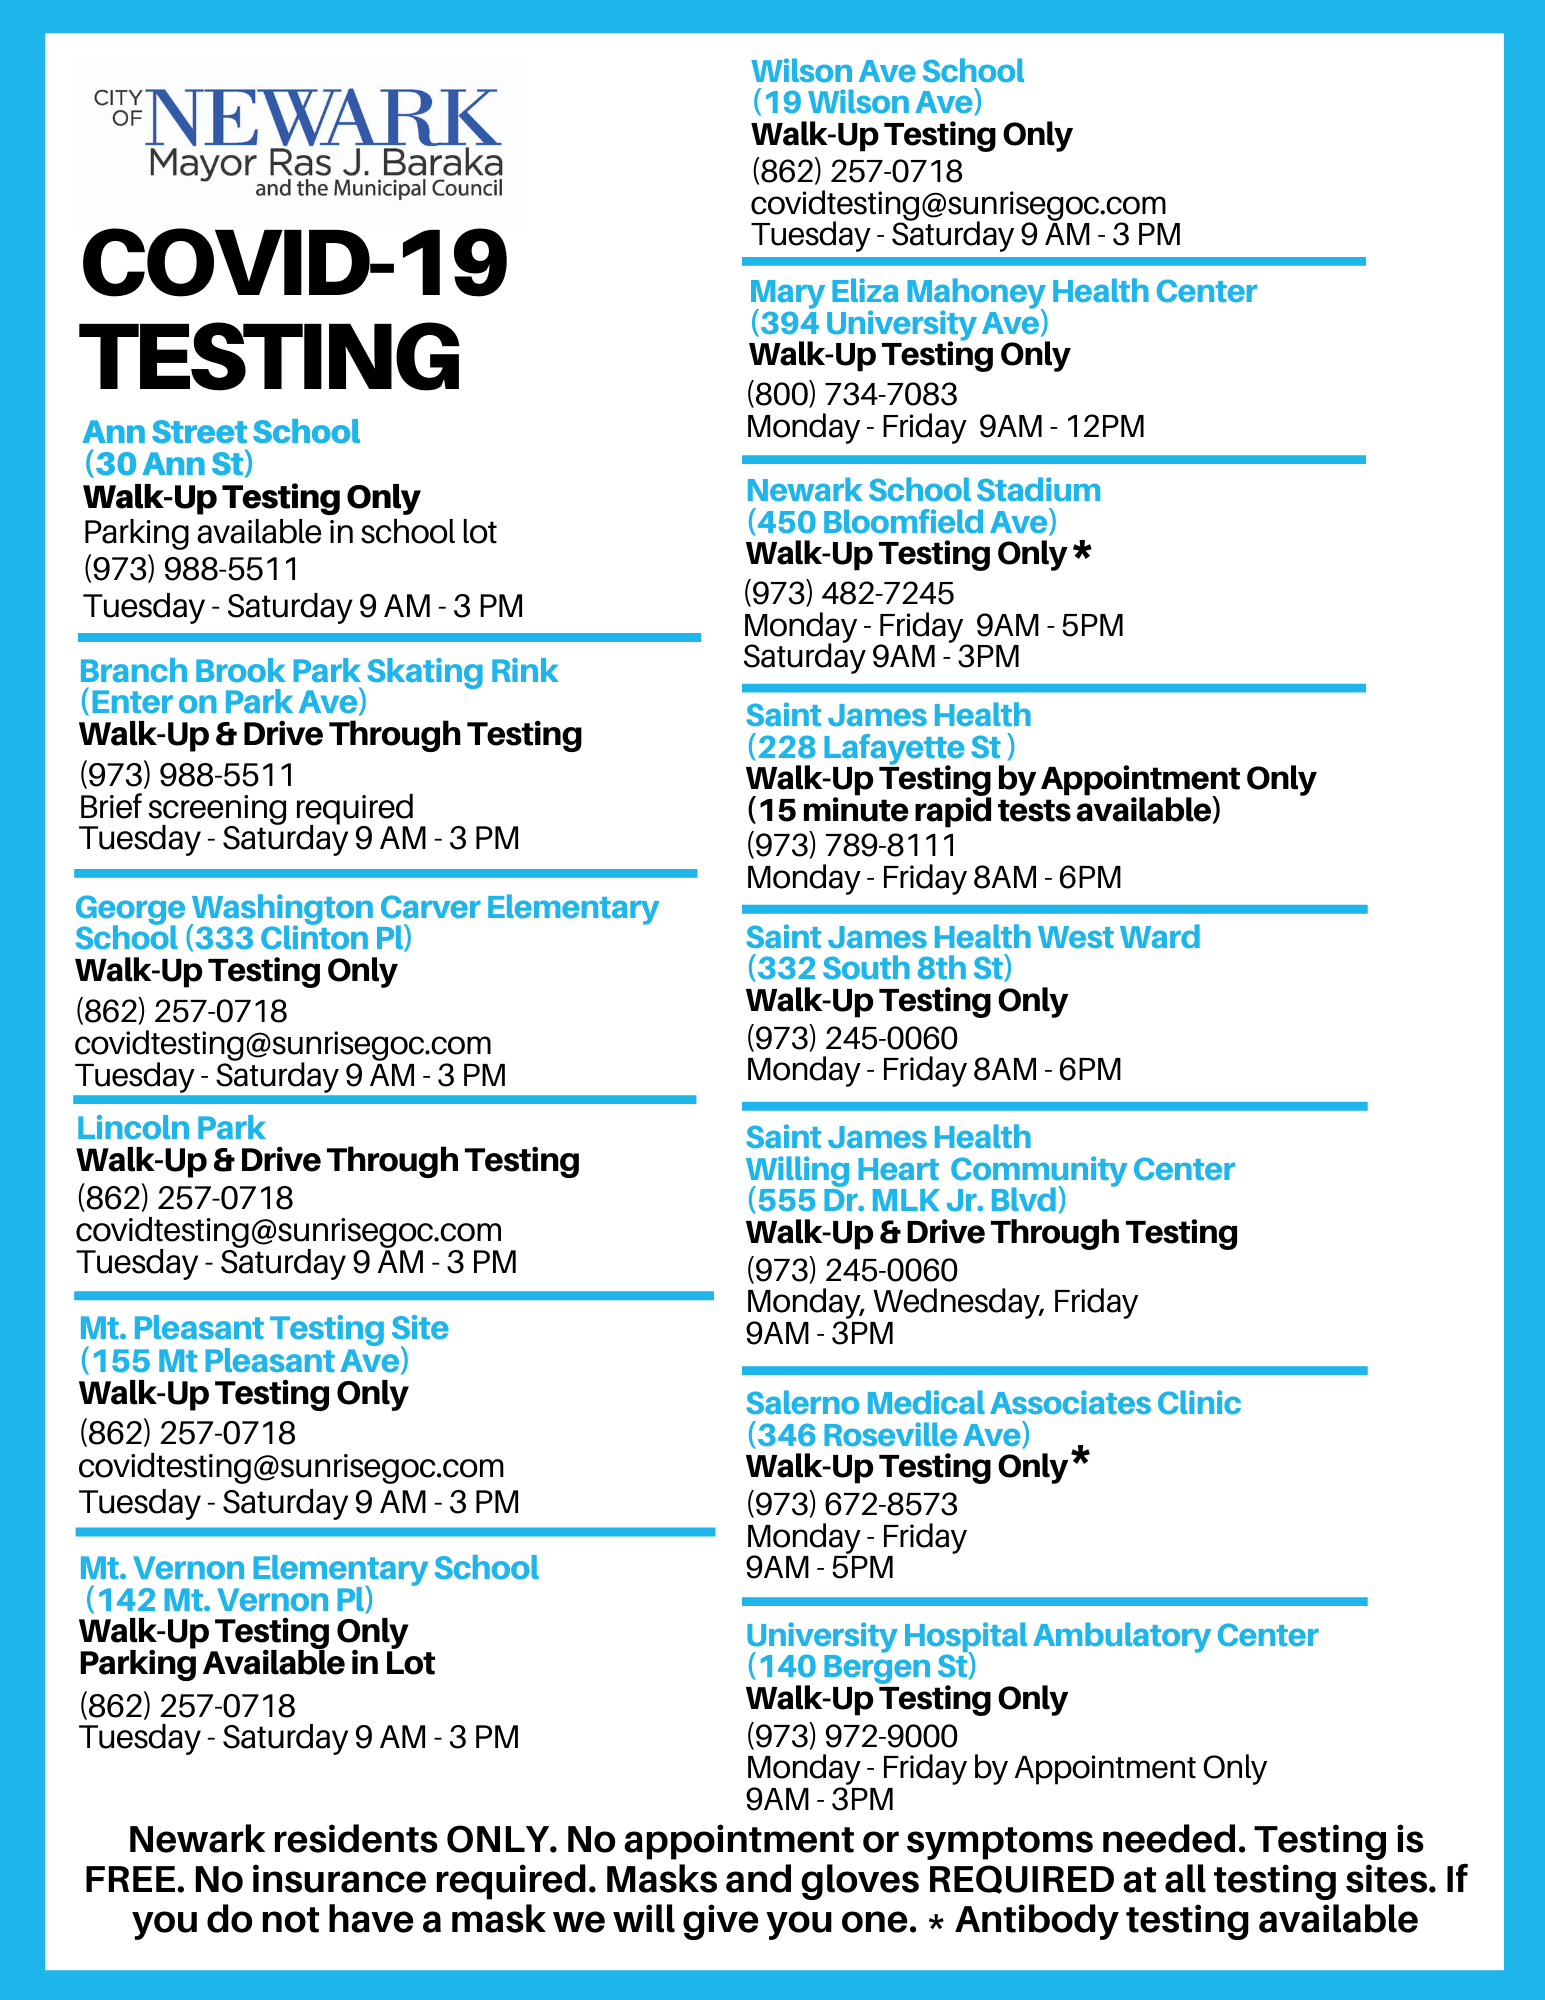 CITY
OF
NEWARK
Mayor Ras J. Baraka
and the Municipal Council
COVID-19
TESTING
Ann Street School
(30 Ann St)
Walk-Up Testing Only
Parking available in school lot
(973) 988-5511
Tuesday - Saturday 9 AM - 3 PM
Branch Brook Park Skating Rink
(Enter on Park Ave)
Walk-Up & Drive Through Testing
(973) 988-5511
Brief screening required
Tuesday - Saturday 9 AM - 3 PM
George Washington Carver Elementary
School (333 Clinton Pl)
Walk-Up Testing Only
(862) 257-0718
covidtesting@sunrisegoc.com
Tuesday - Saturday 9 AM - 3 PM
Lincoln Park
Walk-Up & Drive Through Testing
(862) 257-0718
covidtesting@sunrisegoc.com
Tuesday - Saturday 9 AM - 3 PM
Mt. Pleasant Testing Site
(155 Mt Pleasant Ave)
Walk-Up Testing Only
(862) 257-0718
covidtesting@sunrisegoc.com
Tuesday - Saturday 9 AM - 3 PM
Mt. Vernon Elementary School
(142 Mt. Vernon Pl)
Walk-Up Testing Only
Parking Available in Lot
(862) 257-0718
Tuesday - Saturday 9 AM - 3 PM
Wilson Ave School
(19 Wilson Ave)
Walk-Up Testing Only
(862) 257-0718
covidtesting@sunrisegoc.com
Tuesday - Saturday 9 AM - 3 PM
Mary Eliza Mahoney Health Center
(394 University Ave)
Walk-Up Testing Only
(800) 734-7083
Monday - Friday 9AM - 12PM
Newark School Stadium
(450 Bloomfield Ave)
Walk-Up Testing Only *
(973) 482-7245
Monday - Friday 9AM - 5PM
Saturday 9AM - 3PM
Saint James Health
(228 Lafayette St )
Walk-Up Testing by Appointment Only
(15 minute rapid tests available)
(973) 789-8111
Monday - Friday 8AM - 6PM
Saint James Health West Ward
(332 South 8th St)
Walk-Up Testing Only
(973) 245-0060
Monday - Friday 8AM - 6PM
Saint James Health
Willing Heart Community Center
(555 Dr. MLK Jr. Blvd)
Walk-Up & Drive Through Testing
(973) 245-0060
Monday, Wednesday, Friday
9AM - 3PM
Salerno Medical Associates Clinic
(346 Roseville Ave)
Walk-Up Testing Only*
(973) 672-8573
Monday - Friday
9AM - 5PM
University Hospital Ambulatory Center
(140 Bergen St)
Walk-Up Testing Only
(973) 972-9000
Monday - Friday by Appointment Only
9AM - 3PM
Newark residents ONLY. No appointment or symptoms needed. Testing is
FREE. No insurance required. Masks and gloves REQUIRED at all testing sites. If
you do not have a mask we will give you one. * Antibody testing available